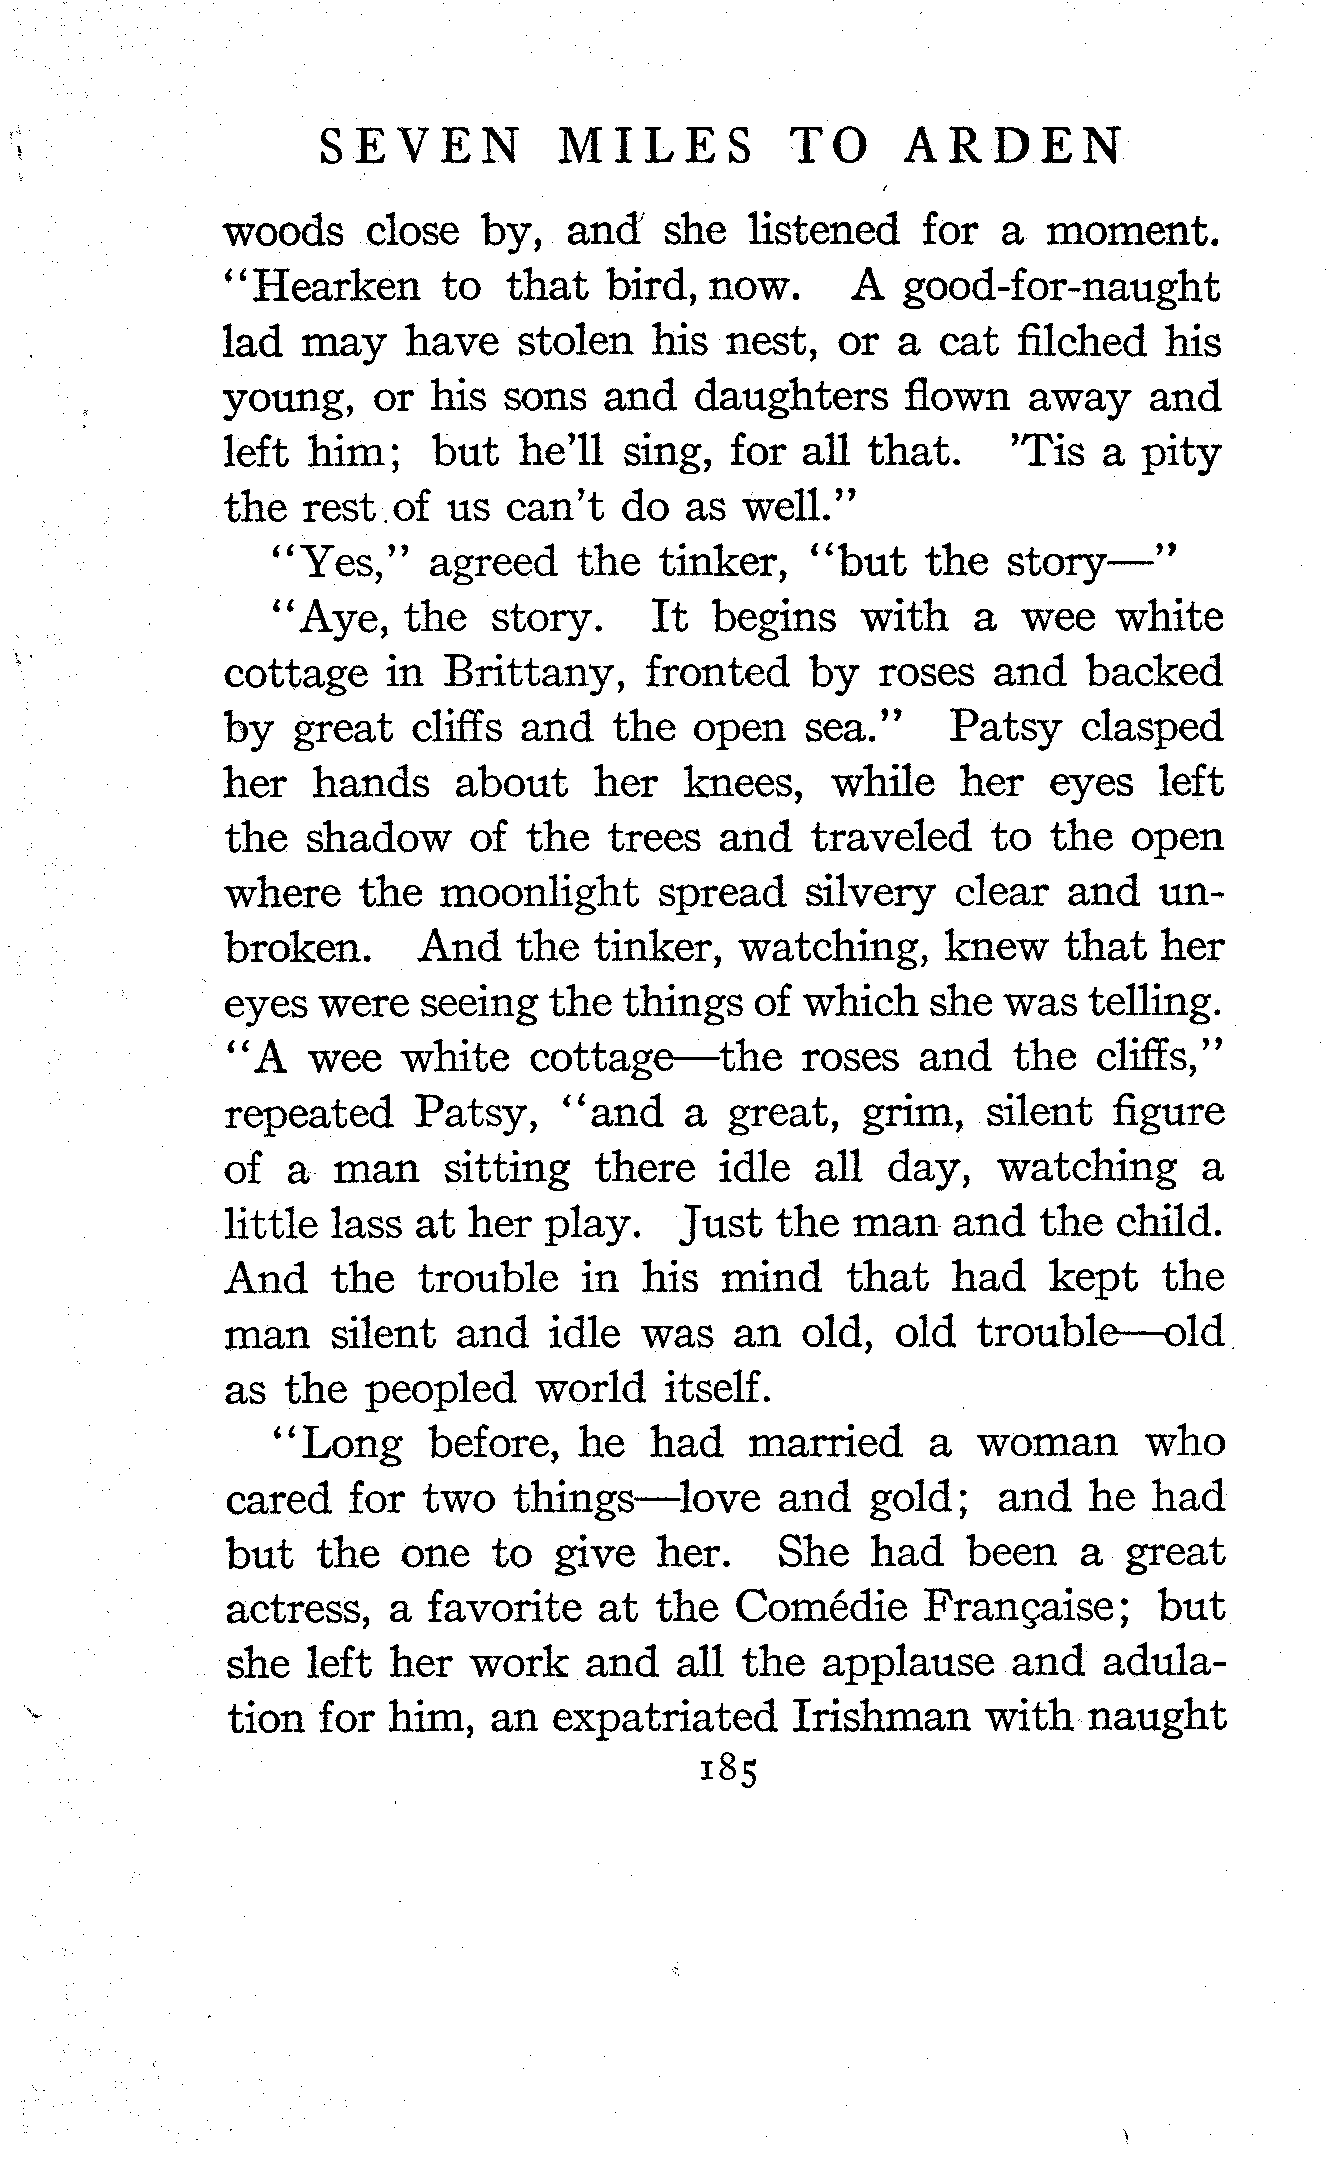 SEVEN MILES TO ARDEN
woods close by, and she listened for a moment.
“Hearken to that bird, now. A good-for-naught
lad may have stolen his nest, or a cat filched his
young, or his sons and daughters flown away and
left him; but he’ll sing, for all that. ’Tis a pity
the rest of us can’t do as well.”
“Yes,” agreed the tinker, “but the story—”
“Aye, the story. It begins with a wee white
cottage in Brittany, fronted by roses and backed
by great cliffs and the open sea.” Patsy clasped
her hands about her knees, while her eyes left
the shadow of the trees and traveled to the open
where the moonlight spread silvery clear and un-
broken. And the tinker, watching, knew that her
eyes were seeing the things of which she was telling.
“A wee white cottage—the roses and the cliffs,”
repeated Patsy, “and a great, grim, silent figure
of a man sitting there idle all day, watching a
little lass at her play. Just the man and the child.
And the trouble in his mind that had kept the
man silent and idle was an old, old trouble—old
as the peopled world itself.
“Long before, he had married a woman who
cared for two things—love and gold; and he had
but the one to give her. She had been a great
actress, a favorite at the Comédie Française; but
she left her work and all the applause and adula-
tion for him, an expatriated Irishman with naught
185